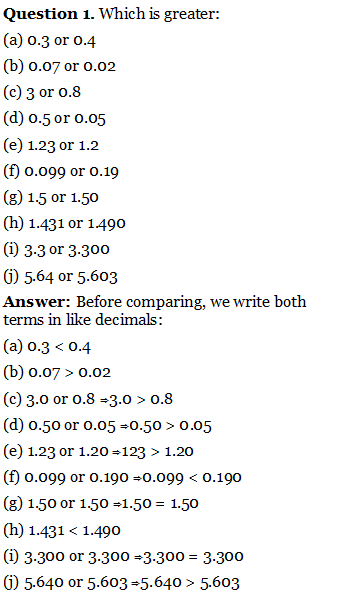 Question 1. Which is greater:
(a) 0.3 or 0.4
(b) 0.07 or 0.02
(c) 3 or 0.8
(d) 0.5 or 0.05
(e) 1.23 or 1.2
(f) 0.099 or 0.19
(g) 1.5 or 1.50
(h) 1.431 or 1.490
(i) 3.3 or 3.300
(j) 5.64 or 5.603
Answer: Before comparing, we write both
terms in like decimals:
(a) 0.3 < 0.4
(b) 0.07 > 0.02
(c) 3.0 or 0.8 ⇒3.0 > 0.8
(d) 0.50 or 0.05 ⇒0.50 > 0.05
(e) 1.23 or 1.20 ⇒123 > 1.20
(f) 0.099 or 0.190 ⇒0.099 < 0.190
(g) 1.50 or 1.50 ⇒1.50 = 1.50
(h) 1.431 < 1.490
(i) 3.300 or 3.300 ⇒3.300 = 3.300
(j) 5.640 or 5.603 ⇒5.640 > 5.603